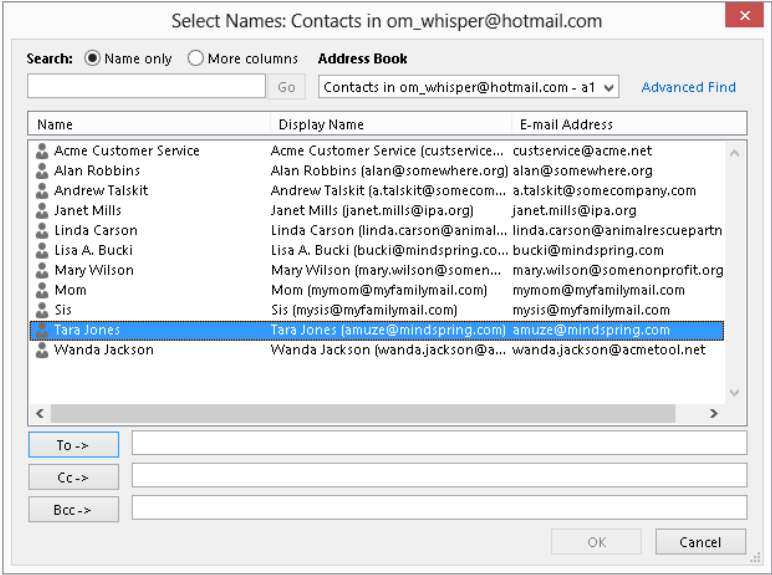 Select Names: Contacts in om_whisper@hotmail.com
Search: Name only More columns Address Book
Go Contacts in om_whisper@hotmail.com - a1 Advanced Find
Name Display Name E-mail Address
Acme Customer Service Acme Customer Service (custservice... custservice@acme.net
Alan Robbins Alan Robbins (alan@somewhere.org) alan@somewhere.org
Andrew Talskit Andrew Talskit (a.talskit@somecom... a.talskit@somecompany.com
Janet Mills Janet Mills (janet.mills@ipa.org) janet.mills@ipa.org
Linda Carson Linda Carson (linda.carson@animal... linda.carson@animalrescuepartn
Lisa A. Bucki Lisa A. Bucki (bucki@mindspring.co... bucki@mindspring.com
Mary Wilson Mary Wilson (mary.wilson@somen... mary.wilson@somenonprofit.org
Mom Mom (mymom@myfamilymail.com) mymom@myfamilymail.com
Sis Sis (mysis@myfamilymail.com) mysis@myfamilymail.com
Tara Jones Tara Jones (amuze@mindspring.com) amuze@mindspring.com
Wanda Jackson Wanda Jackson (wanda.jackson@a... wanda.jackson@acmetool.net
To ->
Cc ->
Bcc ->
OK Cancel